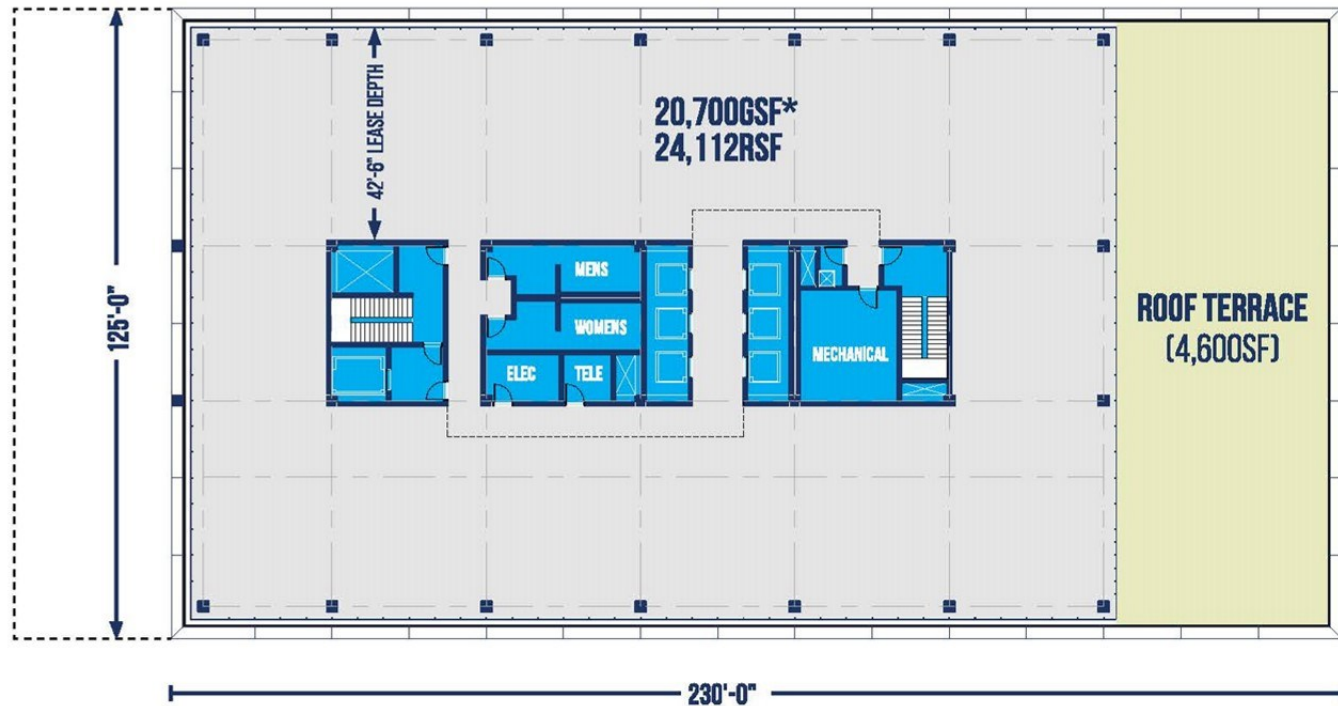 42'-6" LEASE DEPTH
20,700GSF*
24,112RSF
125'-0"
MENS
WOMENS
ELEC
TELE
MECHANICAL
ROOF TERRACE
(4,600SF)
230'-0"